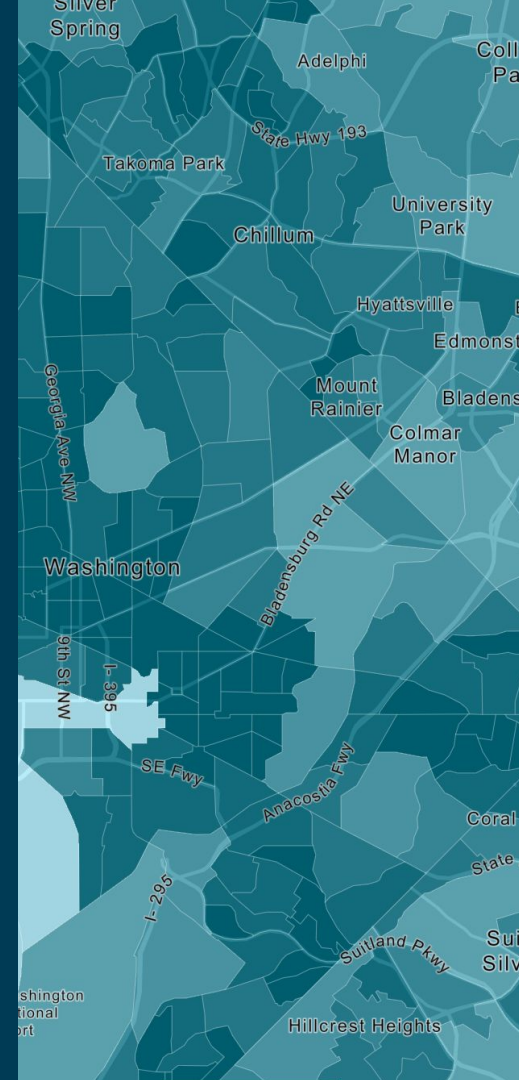 Silver
Spring
Adelphi
Coll
Pa
State Hwy 193
Takoma Park
University
Park
Chillum
Hyattsville
Edmonst
Georgia Ave NW
Mount
Rainier
Bladens
Colmar
Manor
Bladensburg Rd NE
Washington
9th St NW
I- 395
SE Fwy
Anacostia Fwy
Coral
State
I- 295
Suitland Pkwy
Sui
Silv
shington
tional
ort
Hillcrest Heights